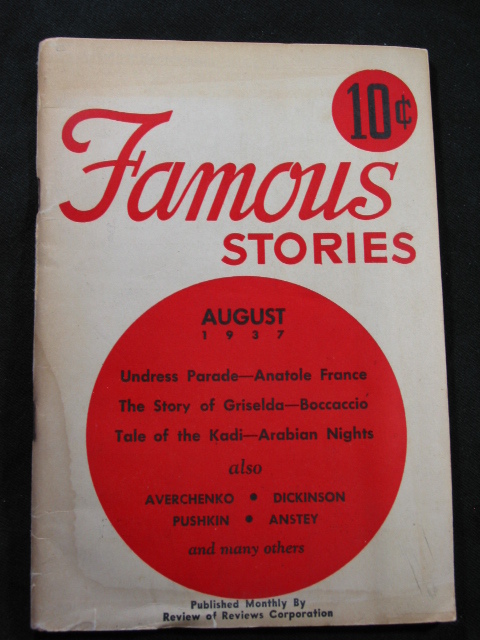 10¢
Famous
STORIES
AUGUST
1937
Undress Parade—Anatole France
The Story of Griselda—Boccaccio
Tale of the Kadi—Arabian Nights
also
AVERCHENKO • DICKINSON
PUSHKIN • ANSTEY
and many others
Published Monthly By
Review of Reviews Corporation